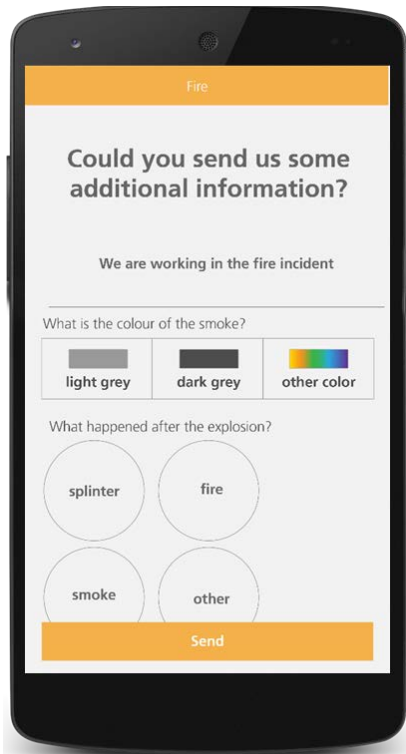 Fire
Could you send us some
additional information?
We are working in the fire incident
What is the colour of the smoke?
light grey
dark grey
other color
What happened after the explosion?
splinter
fire
smoke
other
Send